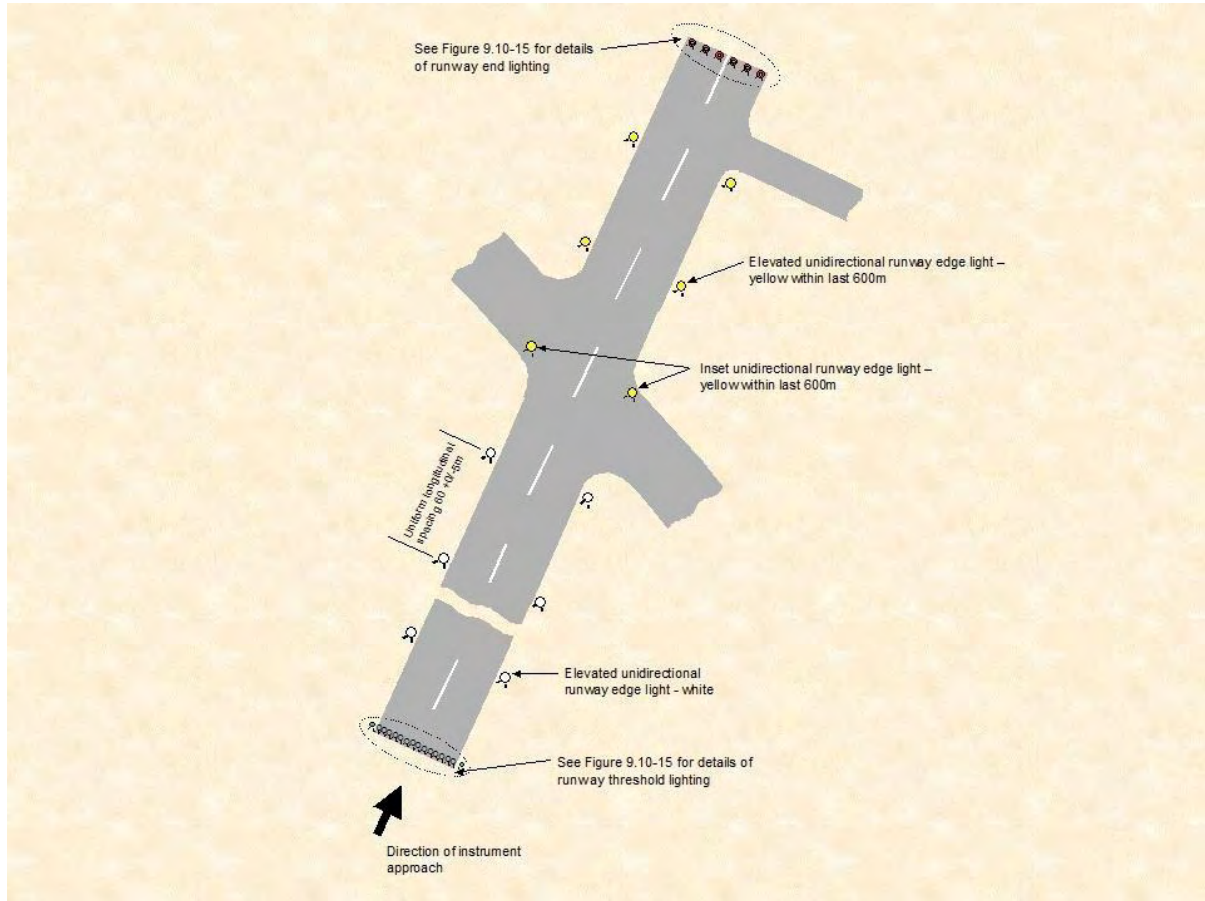 See Figure 9.10-15 for details
of runway end lighting
Elevated unidirectional runway edge light –
yellow within last 600m
Inset unidirectional runway edge light –
yellow within last 600m
Uniform longitudinal
spacing 60 +0/-5m
Elevated unidirectional
runway edge light - white
See Figure 9.10-15 for details of
runway threshold lighting
Direction of instrument
approach